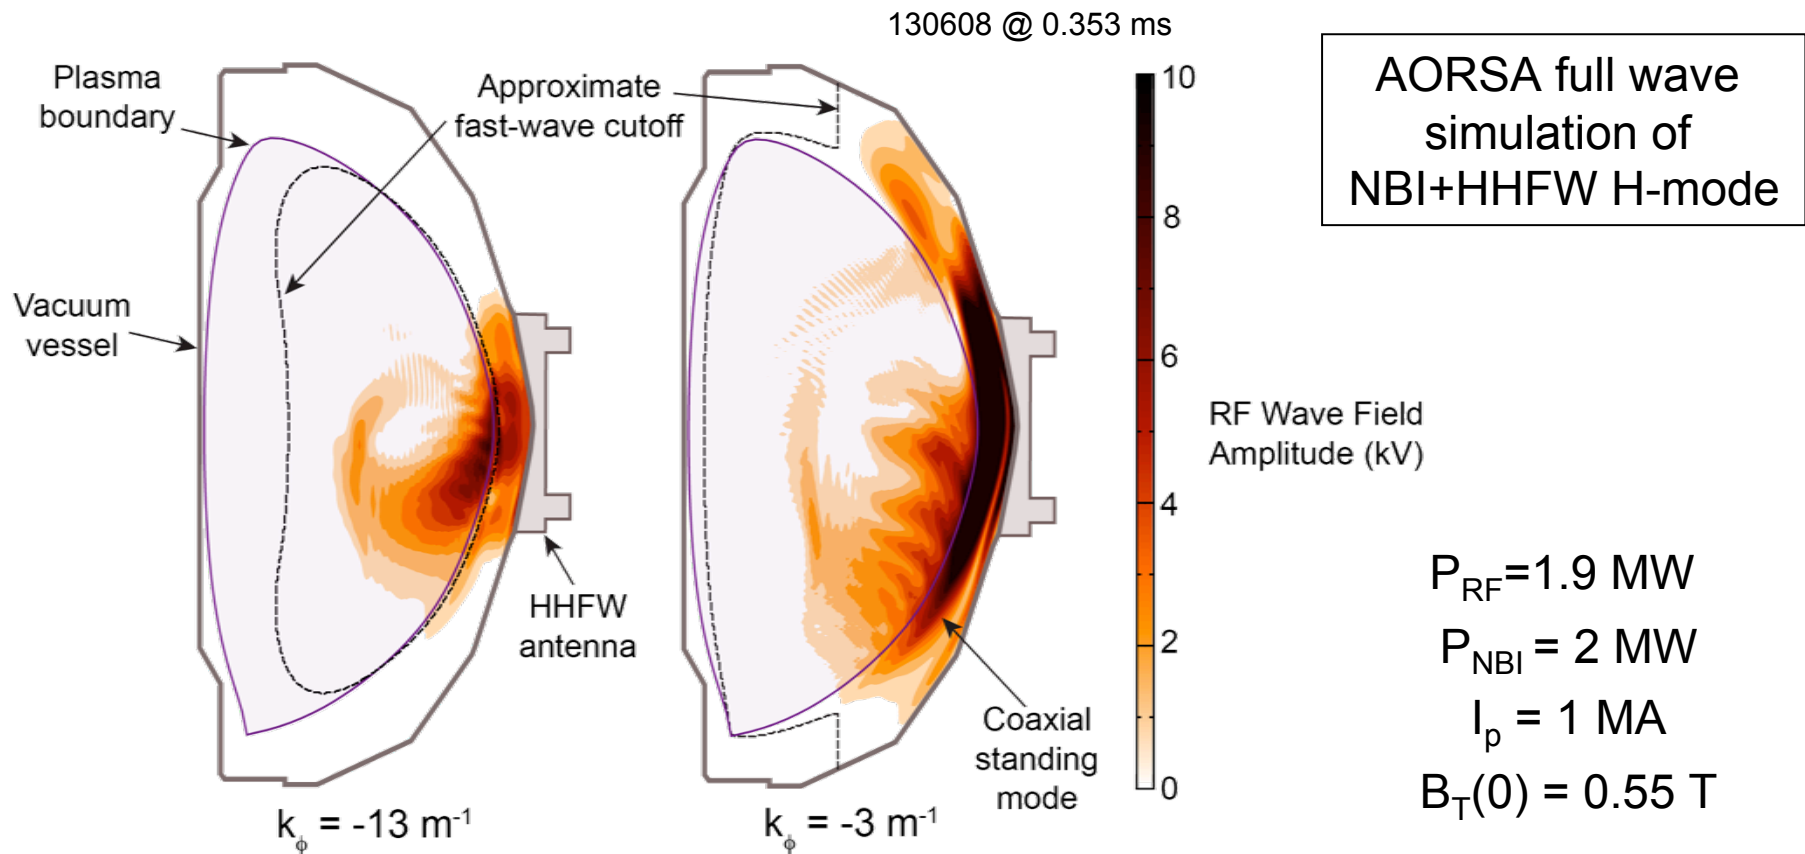 130608 @ 0.353 ms
AORSA full wave
simulation of
NBI+HHFW H-mode
Plasma
boundary
Approximate
fast-wave cutoff
Vacuum
vessel
HHFW
antenna
Coaxial
standing
mode
10
8
6
4
2
0
RF Wave Field
Amplitude (kV)
P_RF=1.9 MW
P_NBI = 2 MW
I_p = 1 MA
B_T(0) = 0.55 T
k_ϕ = -13 m⁻¹
k_ϕ = -3 m⁻¹